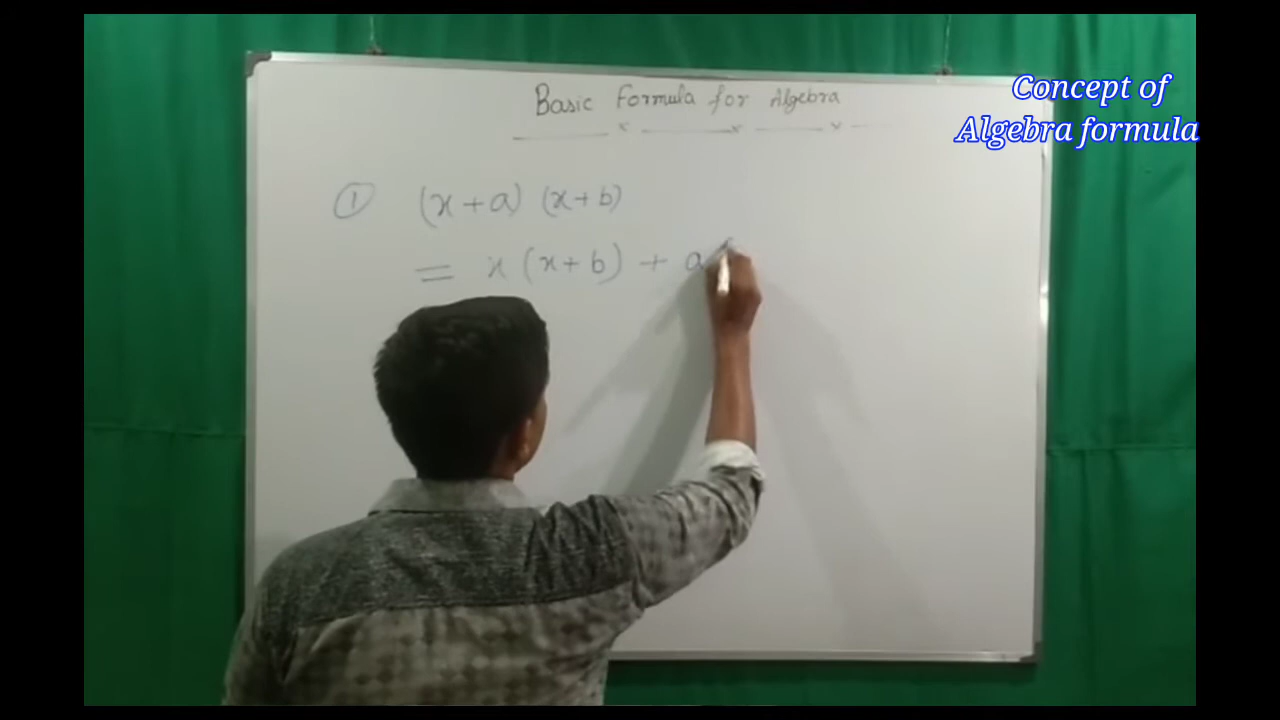 Basic Formula for Algebra
Concept of
Algebra formula
① (x+a) (x+b)
= x (x+b) + a (